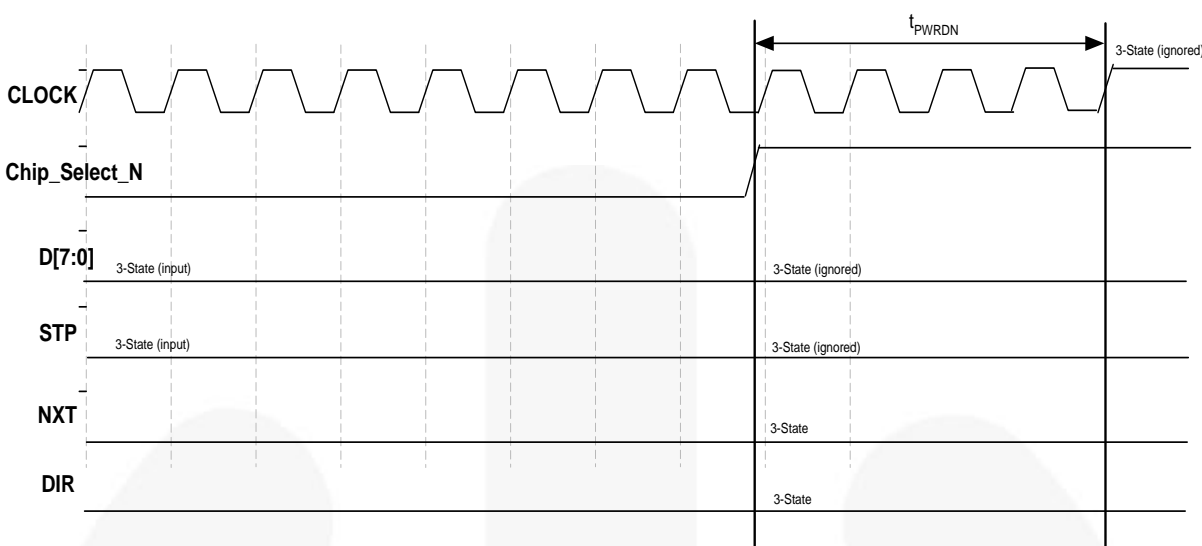 tPWRDN
3-State (ignored)
CLOCK
Chip_Select_N
D[7:0]
3-State (input)
3-State (ignored)
STP
3-State (input)
3-State (ignored)
NXT
3-State
DIR
3-State